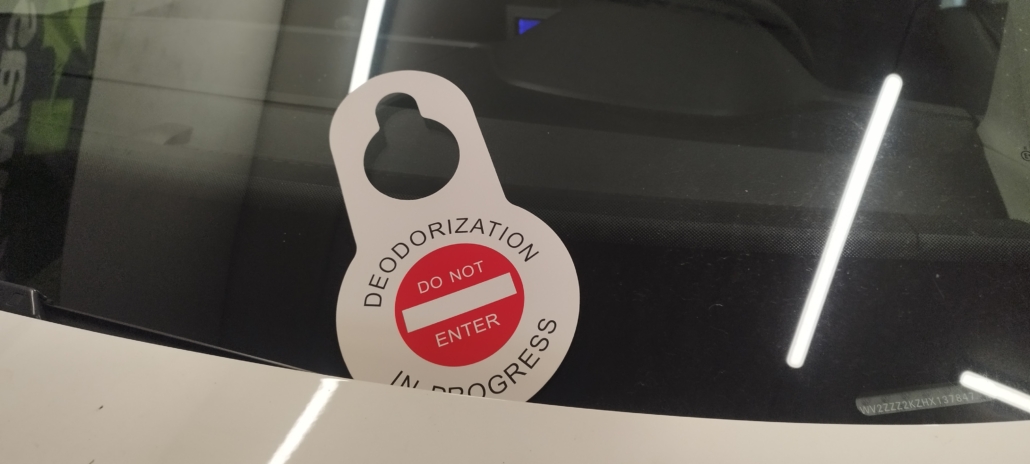 DEODORIZATION
DO NOT
ENTER
IN PROGRESS